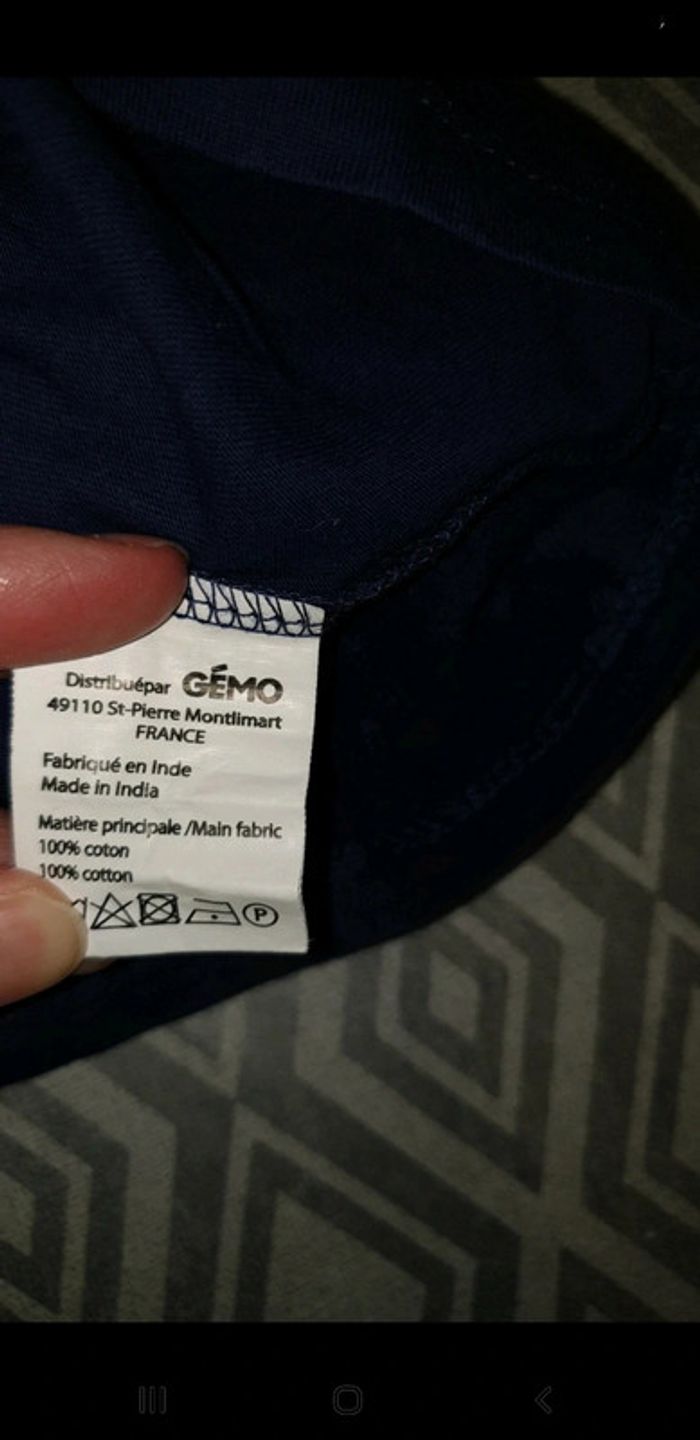 Distribuépar GÉMO
49110 St-Pierre Montlimart
FRANCE
Fabriqué en Inde
Made in India
Matière principale /Main fabric
100% coton
100% cotton
P